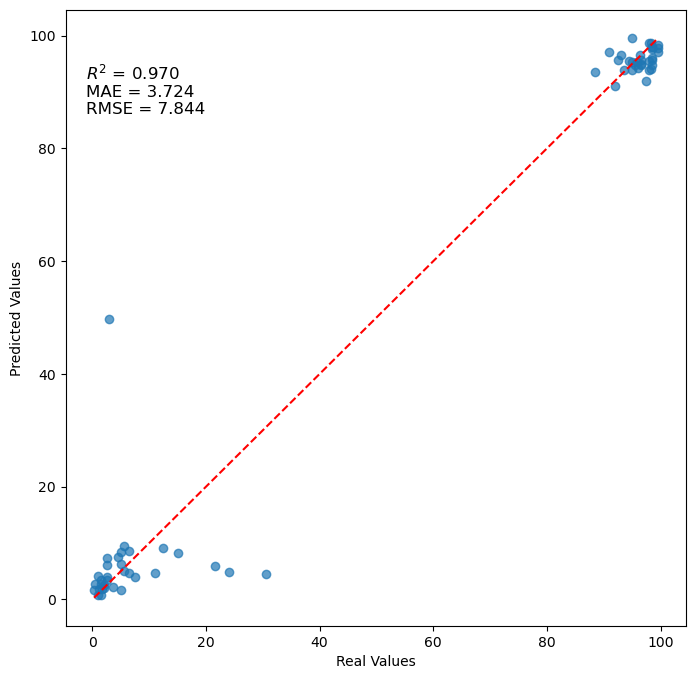 R² = 0.970
MAE = 3.724
RMSE = 7.844
100
80
60
40
20
0
Predicted Values
0 20 40 60 80 100
Real Values